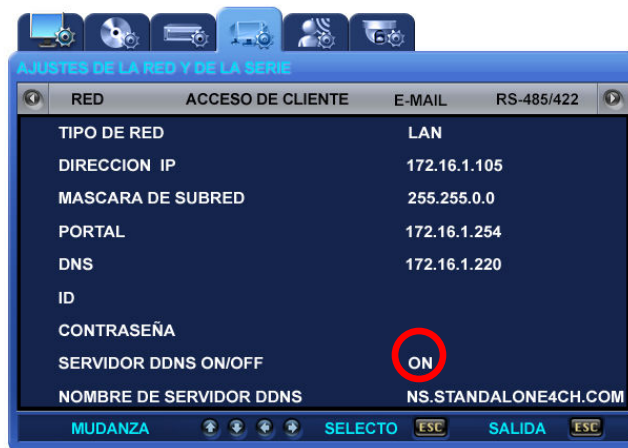 AJUSTES DE LA RED Y DE LA SERIE
RED ACCESO DE CLIENTE E-MAIL RS-485/422
TIPO DE RED LAN
DIRECCION IP 172.16.1.105
MASCARA DE SUBRED 255.255.0.0
PORTAL 172.16.1.254
DNS 172.16.1.220
ID
CONTRASEÑA
SERVIDOR DDNS ON/OFF ON
NOMBRE DE SERVIDOR DDNS NS.STANDALONE4CH.COM
MUDANZA SELECTO ESC SALIDA ESC